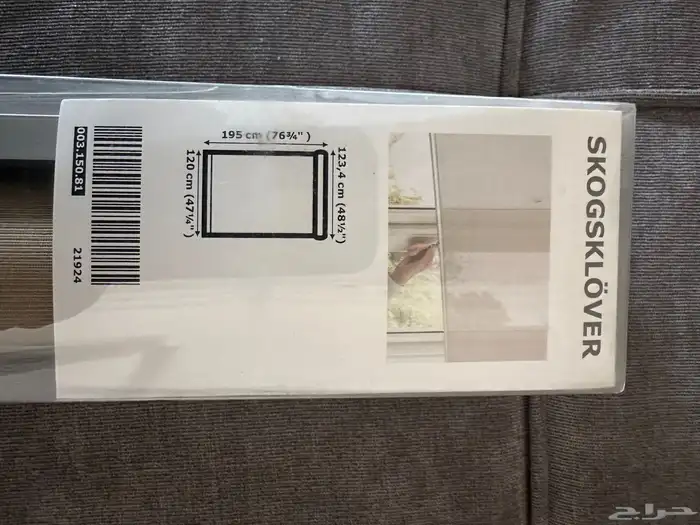 SKOGSKLÖVER
123,4 cm (48½")
195 cm (76¾")
120 cm (47¼")
003.150.81
21924
حراج